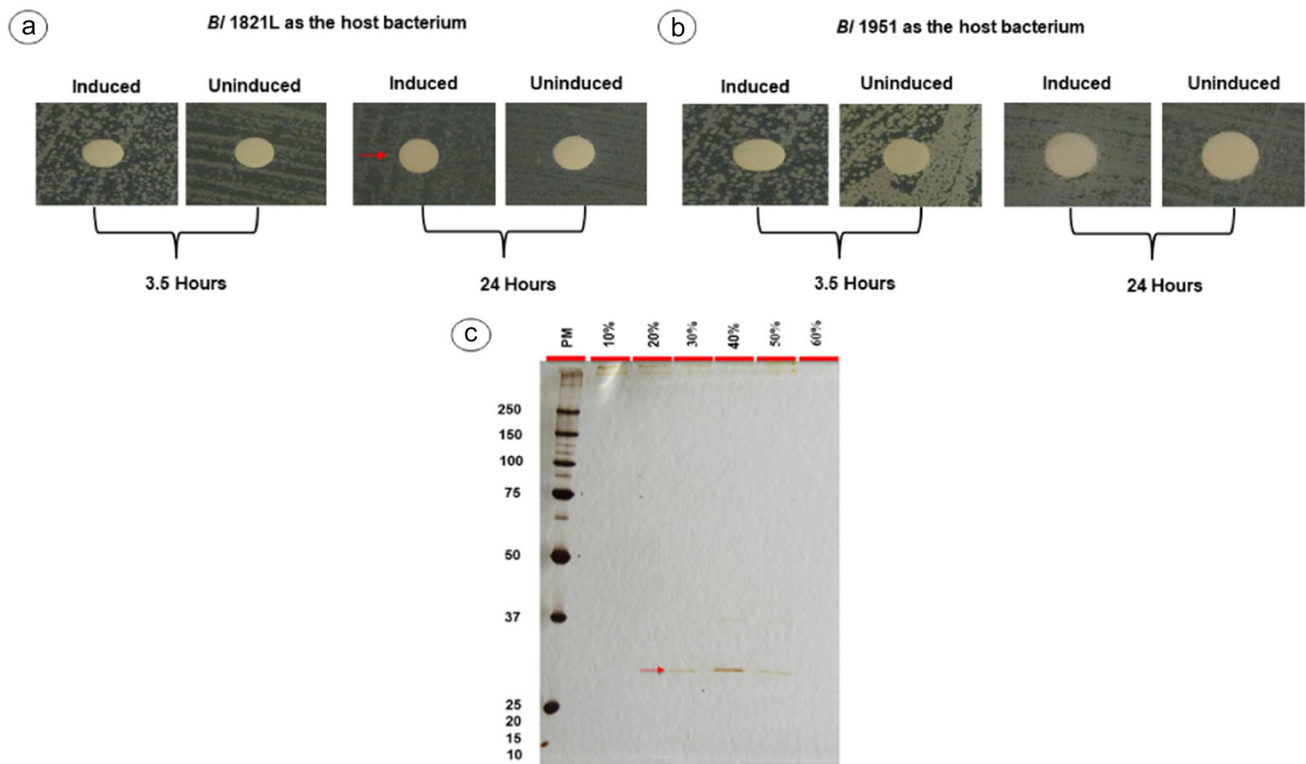 a
Bl 1821L as the host bacterium
Induced
Uninduced
Induced
Uninduced
3.5 Hours
24 Hours
b
Bl 1951 as the host bacterium
Induced
Uninduced
Induced
Uninduced
3.5 Hours
24 Hours
c
PM
10%
20%
30%
40%
50%
60%
250
150
100
75
50
37
25
20
15
10